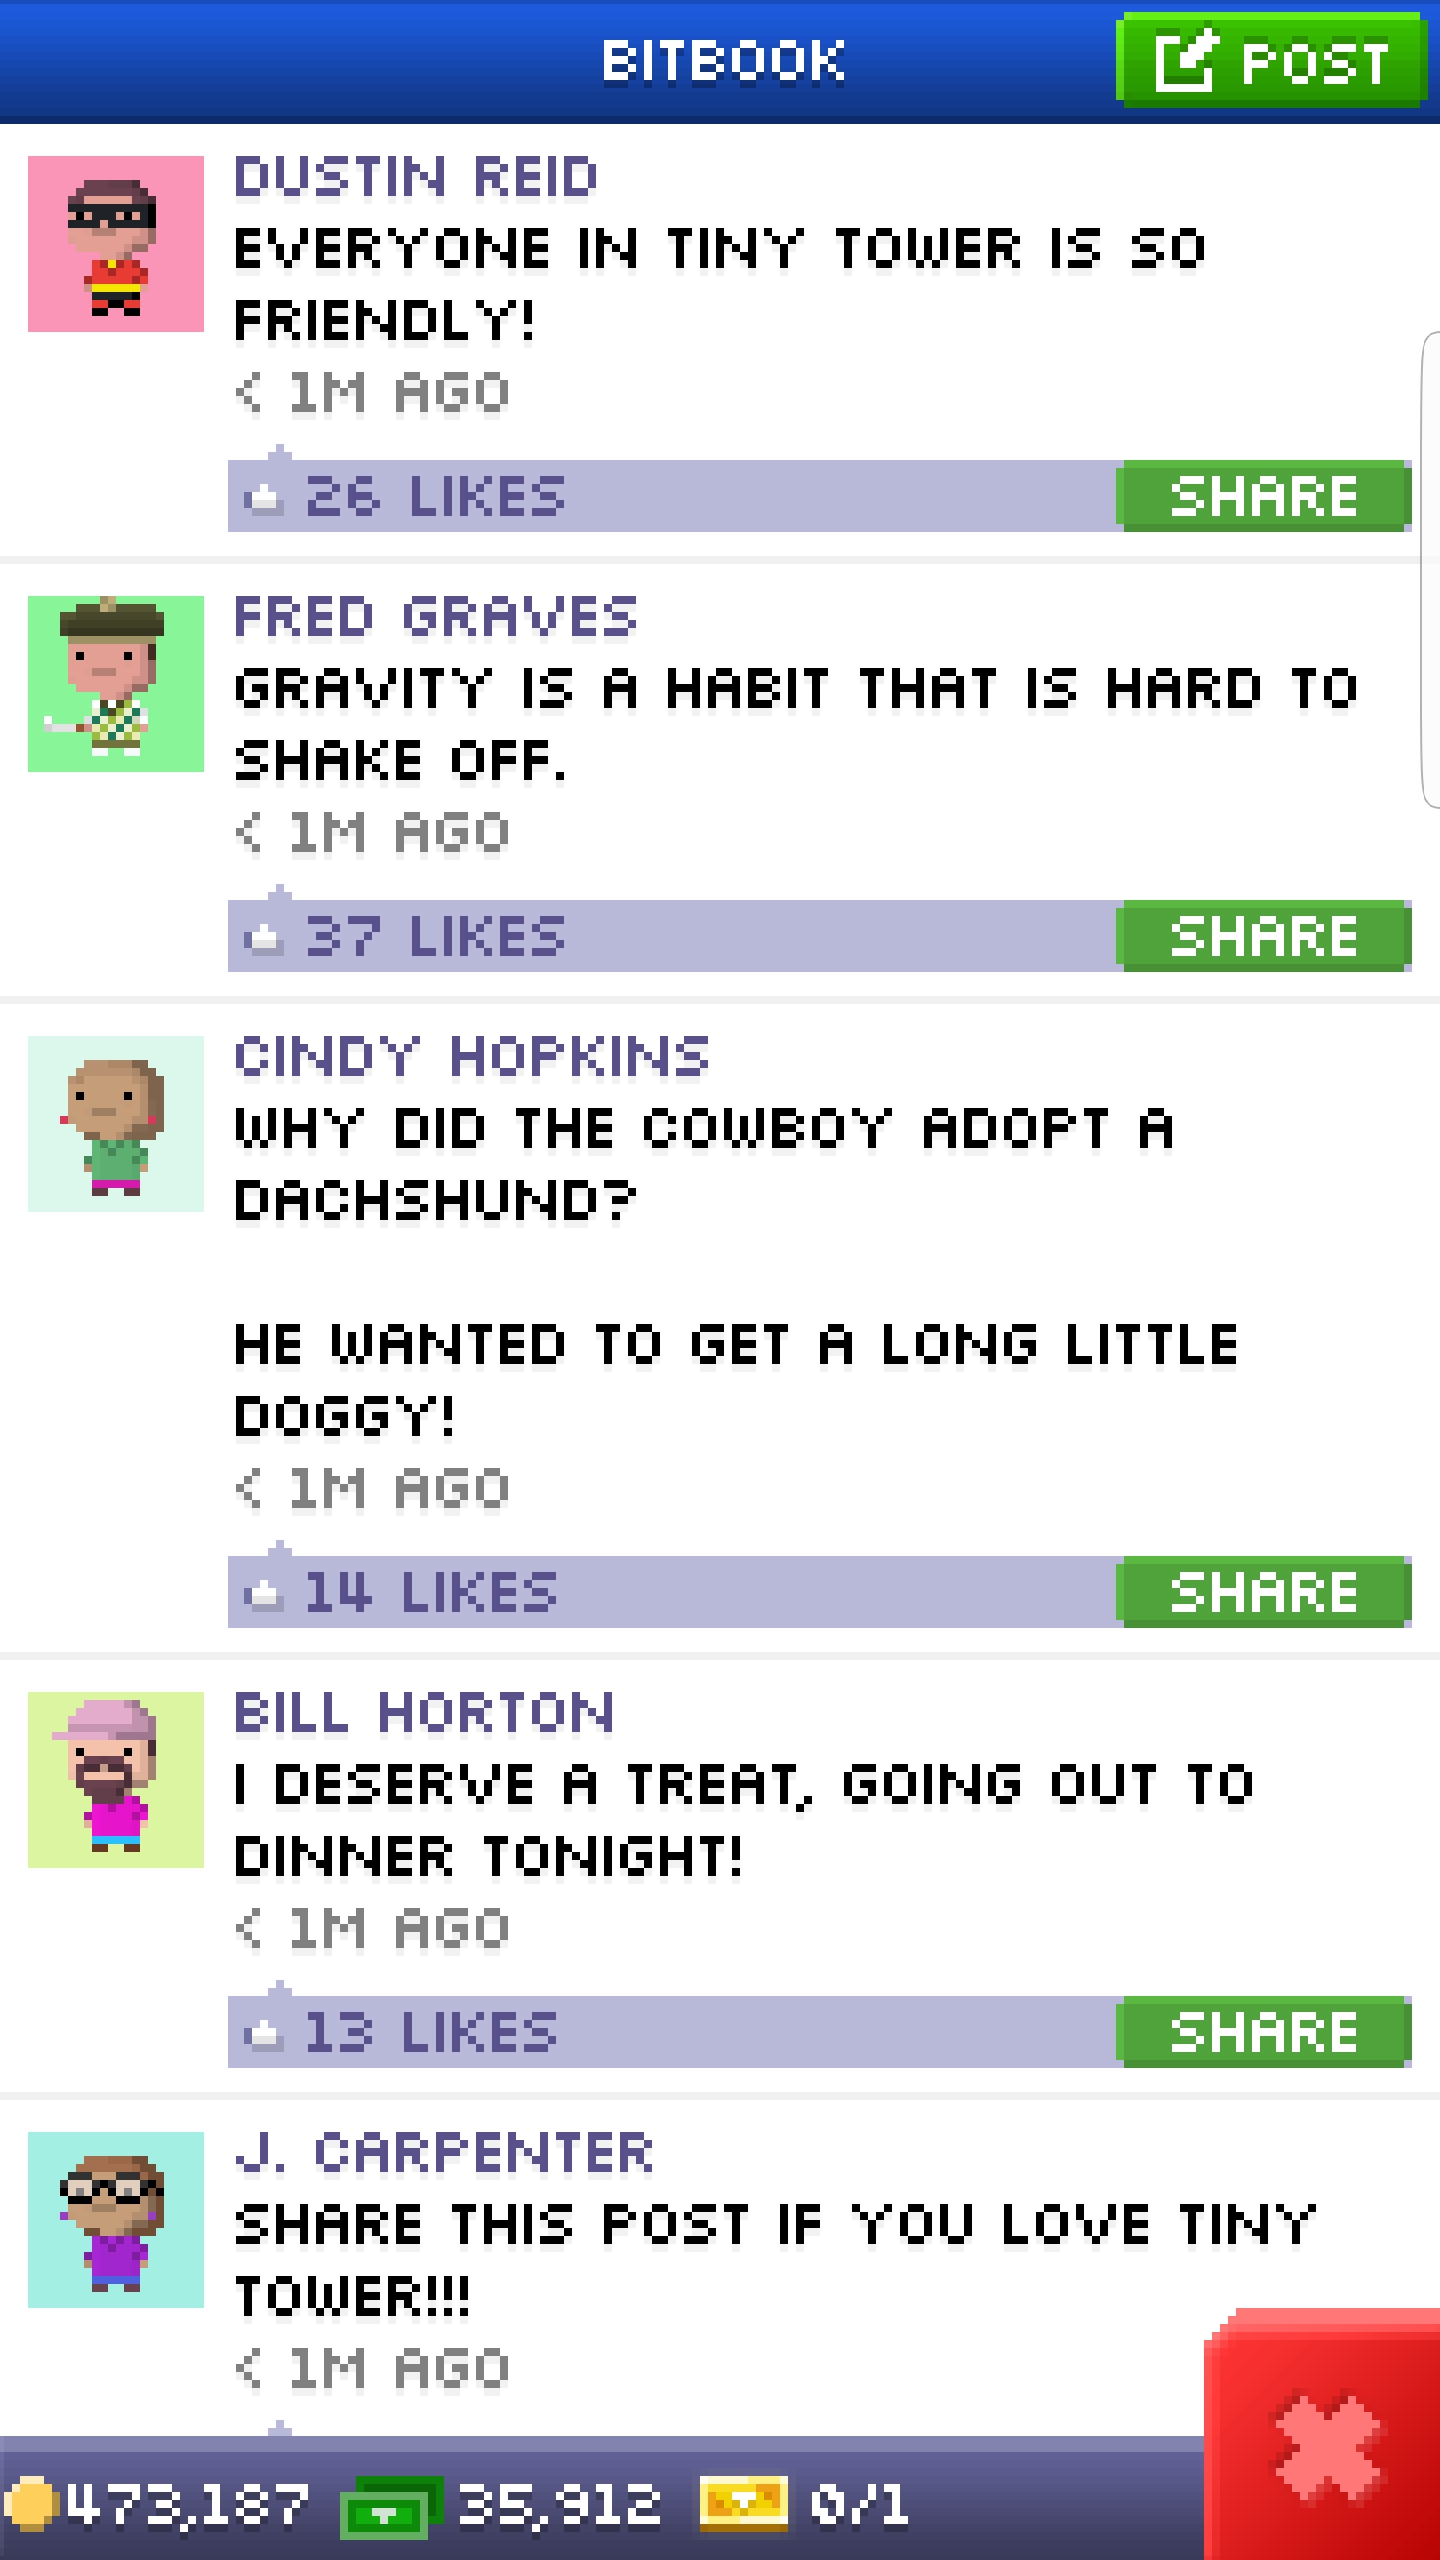 BITBOOK
POST
DUSTIN REID
EVERYONE IN TINY TOWER IS SO
FRIENDLY!
< 1M AGO
26 LIKES
SHARE
FRED GRAVES
GRAVITY IS A HABIT THAT IS HARD TO
SHAKE OFF.
< 1M AGO
37 LIKES
SHARE
CINDY HOPKINS
WHY DID THE COWBOY ADOPT A
DACHSHUND?
HE WANTED TO GET A LONG LITTLE
DOGGY!
< 1M AGO
14 LIKES
SHARE
BILL HORTON
I DESERVE A TREAT, GOING OUT TO
DINNER TONIGHT!
< 1M AGO
13 LIKES
SHARE
J. CARPENTER
SHARE THIS POST IF YOU LOVE TINY
TOWER!!!
< 1M AGO
473,187
35,912
0/1